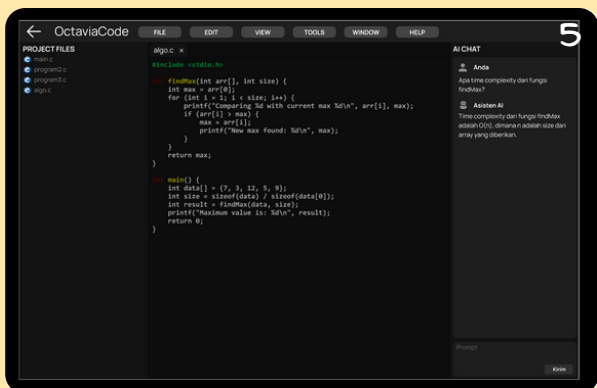 ← OctaviaCode FILE EDIT VIEW TOOLS WINDOW HELP 5
PROJECT FILES
main.c
program2.c
program3.c
algo.c
algo.c ×
#include <stdio.h>
int findMax(int arr[], int size) {
int max = arr[0];
for (int i = 1; i < size; i++) {
printf("Comparing %d with current max %d\n", arr[i], max);
if (arr[i] > max) {
max = arr[i];
printf("New max found: %d\n", max);
}
}
return max;
}
int main() {
int data[] = {7, 3, 12, 5, 9};
int size = sizeof(data) / sizeof(data[0]);
int result = findMax(data, size);
printf("Maximum value is: %d\n", result);
return 0;
}
AI CHAT
Anda
Apa time complexity dari fungsi
findMax?
Asisten AI
Time complexity dari fungsi findMax
adalah O(n), dimana n adalah size dari
array yang diberikan.
Prompt
Kirim